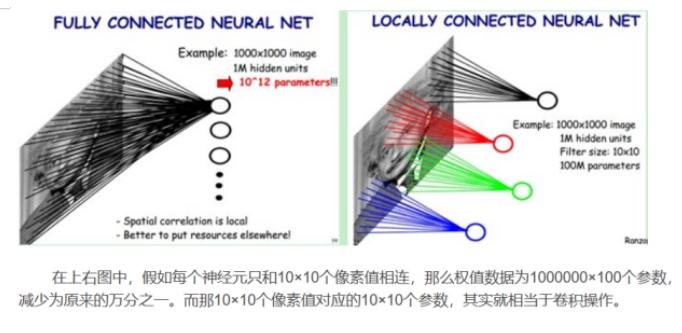 FULLY CONNECTED NEURAL NET
Example: 1000x1000 image
1M hidden units
10^12 parameters!!!
- Spatial correlation is local
- Better to put resources elsewhere!
LOCALLY CONNECTED NEURAL NET
Example: 1000x1000 image
1M hidden units
Filter size: 10x10
100M parameters
Ranzo
在上右图中，假如每个神经元只和10×10个像素值相连，那么权值数据为1000000×100个参数，
减少为原来的万分之一。而那10×10个像素值对应的10×10个参数，其实就相当于卷积操作。